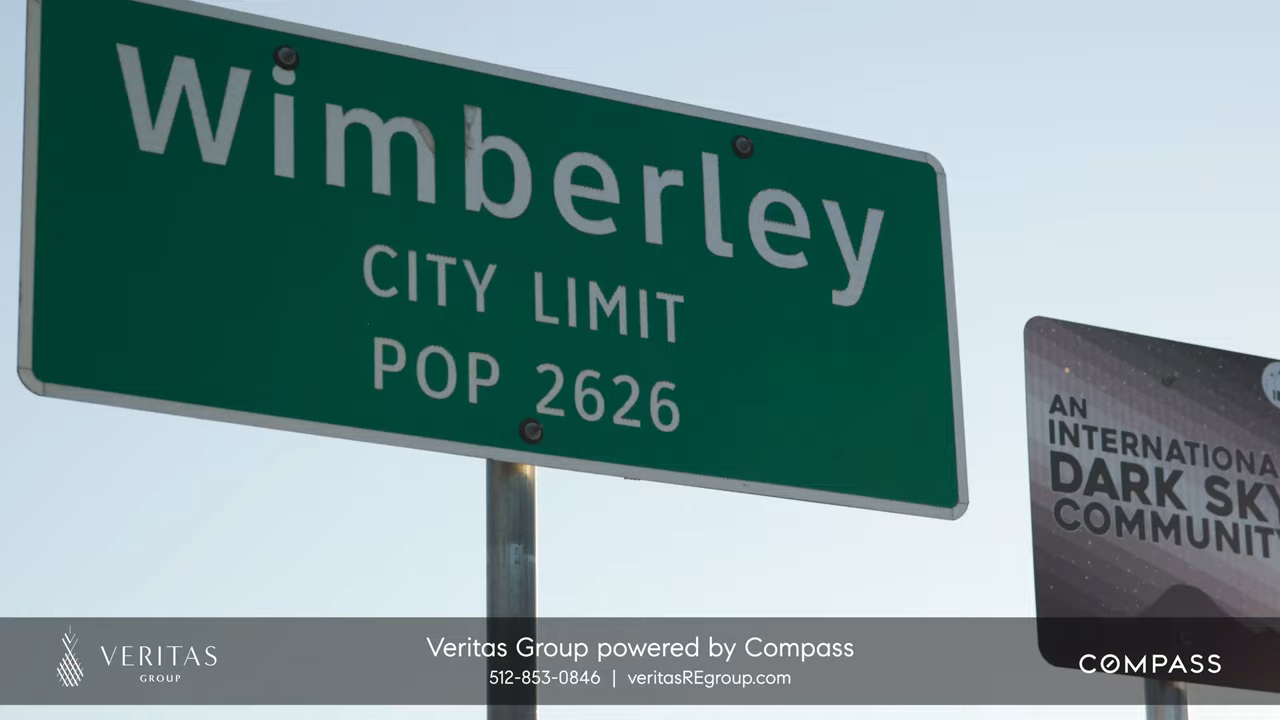 Wimberley
CITY LIMIT
POP 2626
AN
INTERNATIONA
DARK SKY
COMMUNITY
VERITAS
GROUP
Veritas Group powered by Compass
512-853-0846 | veritasREgroup.com
COMPASS